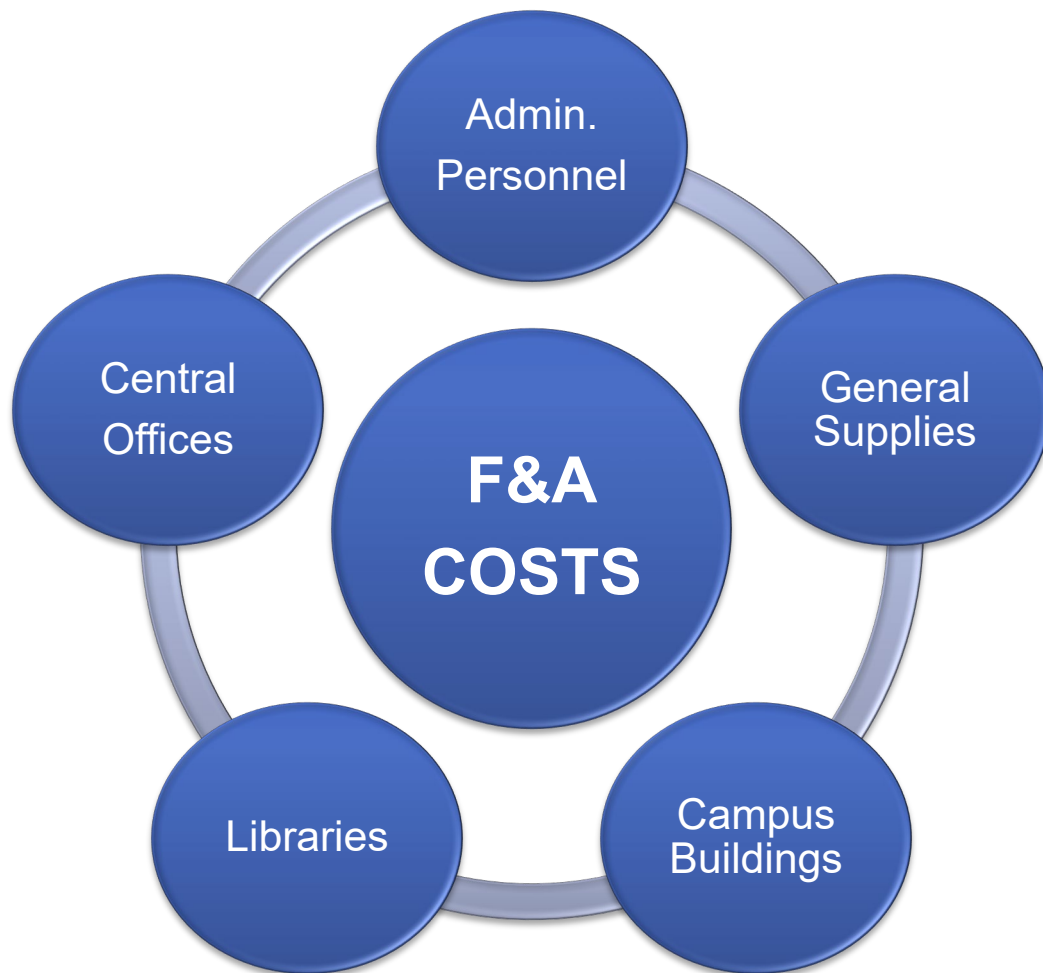 Admin.
Personnel
General
Supplies
Campus
Buildings
Libraries
Central
Offices
F&A
COSTS